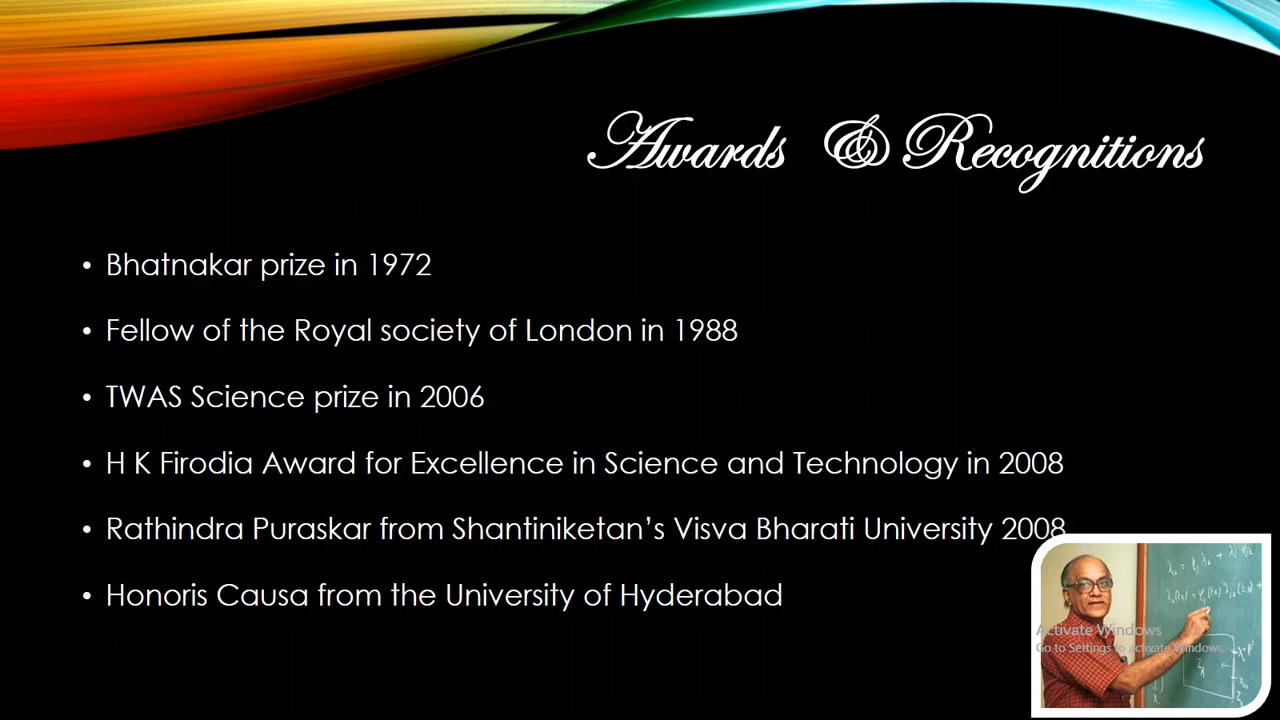 Awards & Recognitions
• Bhatnakar prize in 1972
• Fellow of the Royal society of London in 1988
• TWAS Science prize in 2006
• H K Firodia Award for Excellence in Science and Technology in 2008
• Rathindra Puraskar from Shantiniketan’s Visva Bharati University 2008
• Honoris Causa from the University of Hyderabad
Activate Windows
Go to Settings to activate Windows.